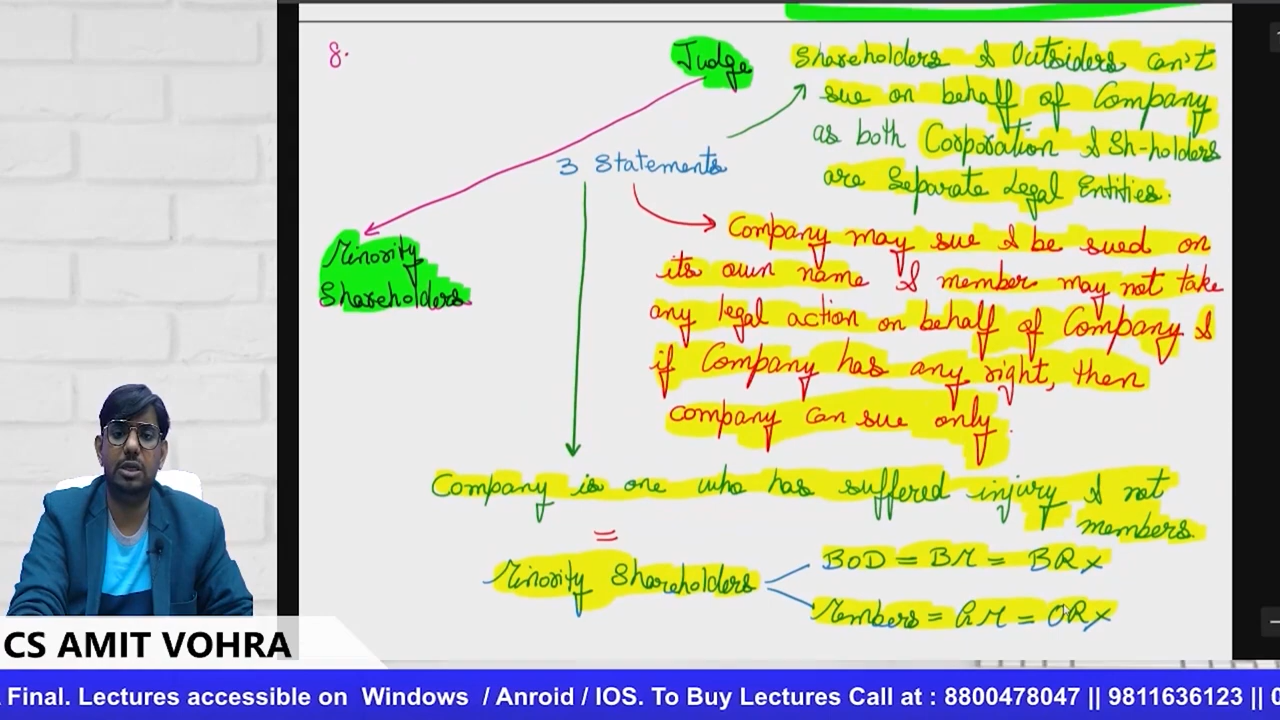 8.
Judge
Shareholders & Outsiders can't
sue on behalf of Company
as both Corporation & Sh-holders
are Separate Legal Entities.
3 Statements
Minority
Shareholders
Company may sue & be sued on
its own name & member may not take
any legal action on behalf of Company &
if Company has any right, then
company can sue only.
Company is one who has suffered injury & not
members.
=
Minority Shareholders
BOD = BM = BR x
Members = GM = OR x
CS AMIT VOHRA
Final. Lectures accessible on Windows / Anroid / IOS. To Buy Lectures Call at : 8800478047 || 9811636123 ||